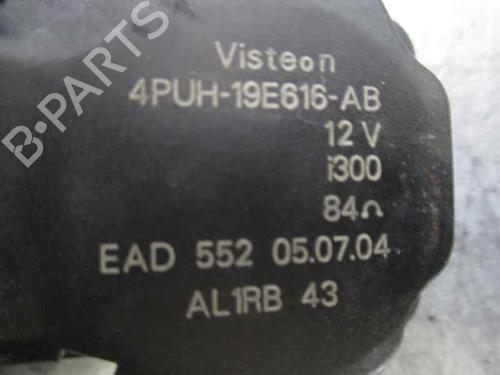 Visteon
4PUH-19E616-AB
12 V
i300
84Ω
EAD 552 05.07.04
AL1RB 43
B-PARTS